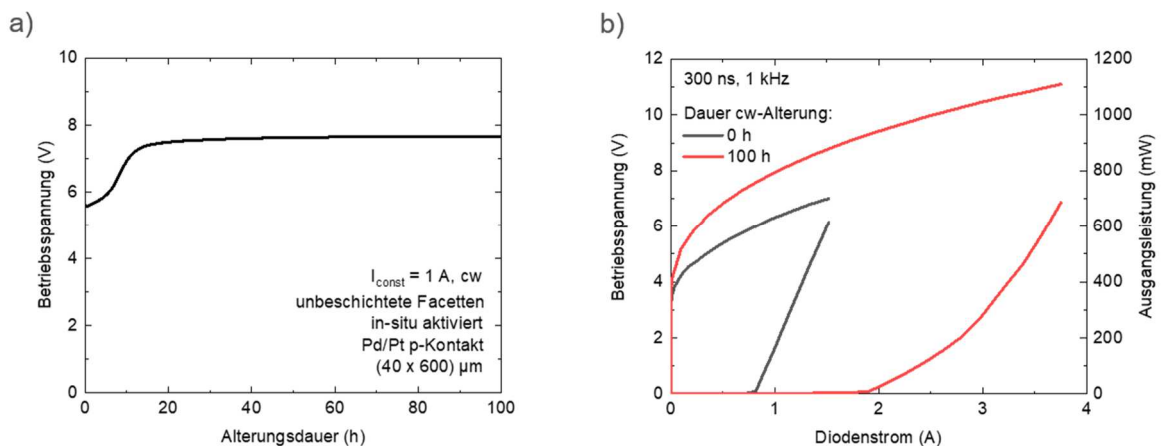 a)
10
8
6
4
2
0
Betriebsspannung (V)
I_const = 1 A, cw
unbeschichtete Facetten
in-situ aktiviert
Pd/Pt p-Kontakt
(40 x 600) µm
0 20 40 60 80 100
Alterungsdauer (h)
b)
12
10
8
6
4
2
0
Betriebsspannung (V)
300 ns, 1 kHz
Dauer cw-Alterung:
0 h
100 h
1200
1000
800
600
400
200
0
Ausgangsleistung (mW)
0 1 2 3 4
Diodenstrom (A)